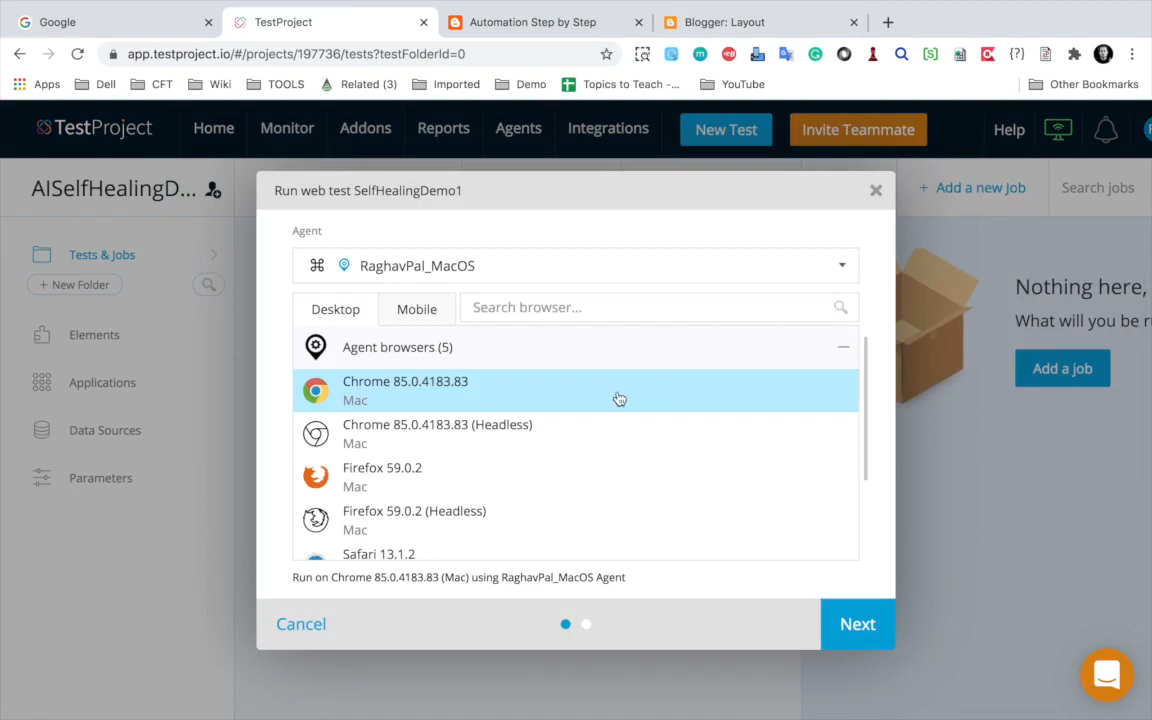 Google
TestProject
Automation Step by Step
Blogger: Layout
app.testproject.io/#/projects/197736/tests?testFolderId=0
Apps
Dell
CFT
Wiki
TOOLS
Related (3)
Imported
Demo
Topics to Teach -...
YouTube
Other Bookmarks
TestProject
Home
Monitor
Addons
Reports
Agents
Integrations
New Test
Invite Teammate
Help
AISelfHealingD...
+ Add a new Job
Search jobs
Run web test SelfHealingDemo1
Tests & Jobs
+ New Folder
Elements
Applications
Data Sources
Parameters
Agent
RaghavPal_MacOS
Desktop
Mobile
Search browser...
Agent browsers (5)
Chrome 85.0.4183.83
Mac
Chrome 85.0.4183.83 (Headless)
Mac
Firefox 59.0.2
Mac
Firefox 59.0.2 (Headless)
Mac
Safari 13.1.2
Run on Chrome 85.0.4183.83 (Mac) using RaghavPal_MacOS Agent
Cancel
Next
Nothing here,
What will you be
Add a job